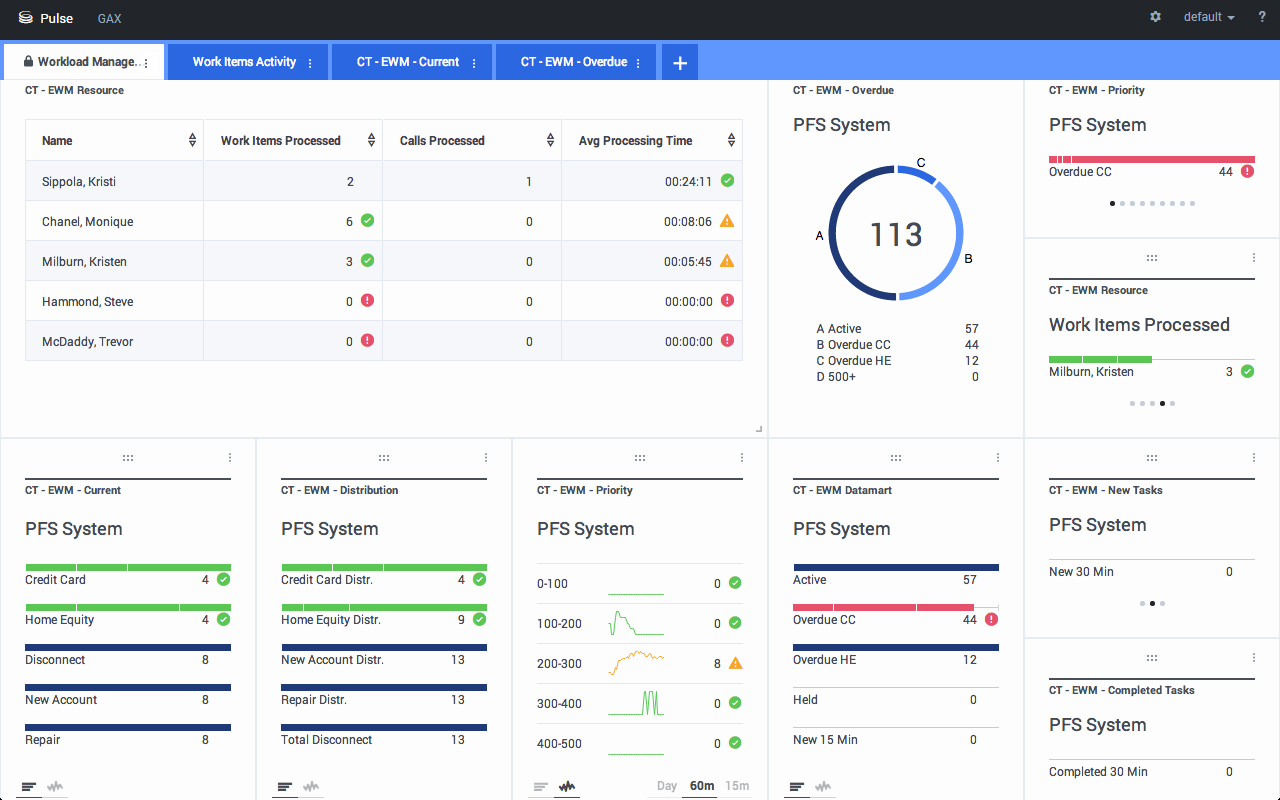 Pulse GAX default ?
Workload Manage.. Work Items Activity CT - EWM - Current CT - EWM - Overdue +
CT - EWM Resource
Name Work Items Processed Calls Processed Avg Processing Time
Sippola, Kristi 2 1 00:24:11
Chanel, Monique 6 0 00:08:06
Milburn, Kristen 3 0 00:05:45
Hammond, Steve 0 0 00:00:00
McDaddy, Trevor 0 0 00:00:00
CT - EWM - Overdue
PFS System
C
A
113
B
A Active 57
B Overdue CC 44
C Overdue HE 12
D 500+ 0
CT - EWM - Priority
PFS System
Overdue CC 44
CT - EWM Resource
Work Items Processed
Milburn, Kristen 3
CT - EWM - Current
PFS System
Credit Card 4
Home Equity 4
Disconnect 8
New Account 8
Repair 8
CT - EWM - Distribution
PFS System
Credit Card Distr. 4
Home Equity Distr. 9
New Account Distr. 13
Repair Distr. 13
Total Disconnect 13
CT - EWM - Priority
PFS System
0-100 0
100-200 0
200-300 8
300-400 0
400-500 0
Day 60m 15m
CT - EWM Datamart
PFS System
Active 57
Overdue CC 44
Overdue HE 12
Held 0
New 15 Min 0
CT - EWM - New Tasks
PFS System
New 30 Min 0
CT - EWM - Completed Tasks
PFS System
Completed 30 Min 0